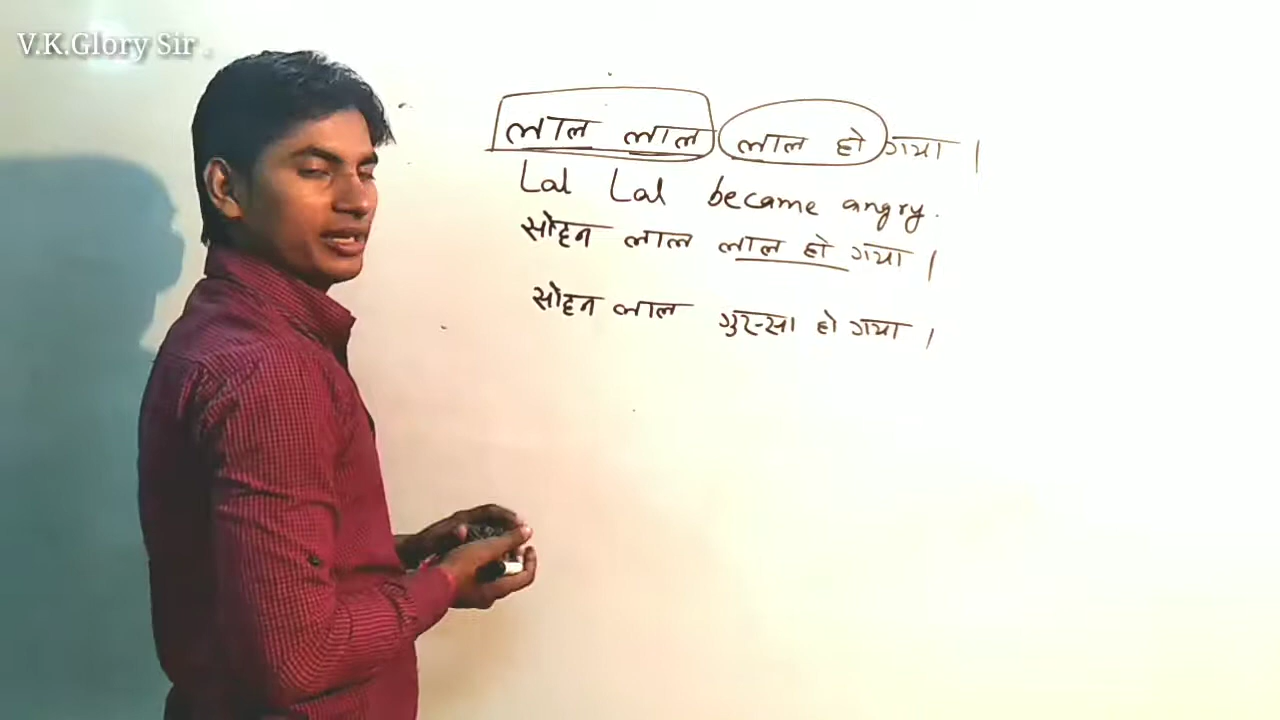 V.K.Glory Sir .
लाल लाल लाल हो गया |
Lal Lal became angry.
सोहन लाल लाल हो गया |
सोहन लाल गुस्सा हो गया |